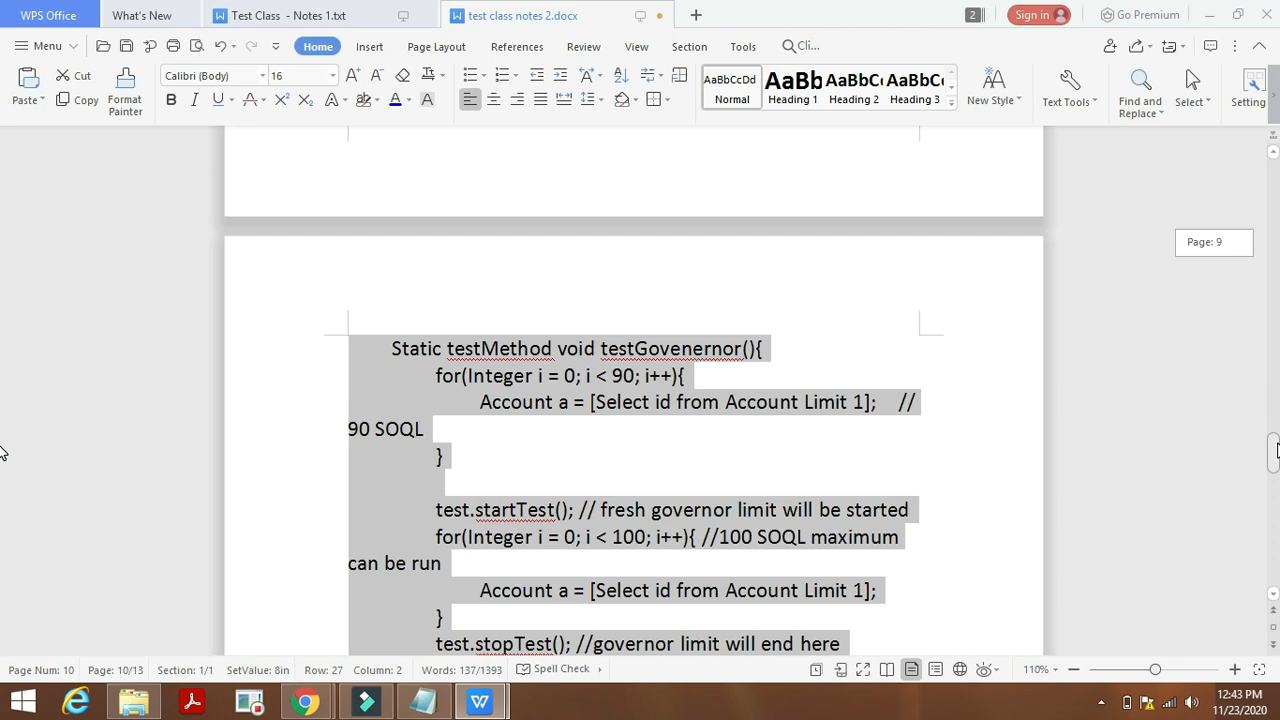 WPS Office What's New Test Class - Notes 1.txt test class notes 2.docx + 2 Sign in Go Premium
Menu Home Insert Page Layout References Review View Section Tools Cli...
Paste Cut Copy Format Painter Calibri (Body) 16 AaBbCcDd Normal AaBb Heading 1 AaBbC Heading 2 AaBbC Heading 3 New Style Text Tools Find and Replace Select Setting
Page: 9
Static testMethod void testGovenernor(){
for(Integer i = 0; i < 90; i++){
Account a = [Select id from Account Limit 1]; //
90 SOQL
}
test.startTest(); // fresh governor limit will be started
for(Integer i = 0; i < 100; i++){ //100 SOQL maximum
can be run
Account a = [Select id from Account Limit 1];
}
test.stopTest(); //governor limit will end here
Page Num: 10 Page: 10/13 Section: 1/1 SetValue: 8in Row: 27 Column: 2 Words: 137/1393 Spell Check 110%
12:43 PM
11/23/2020